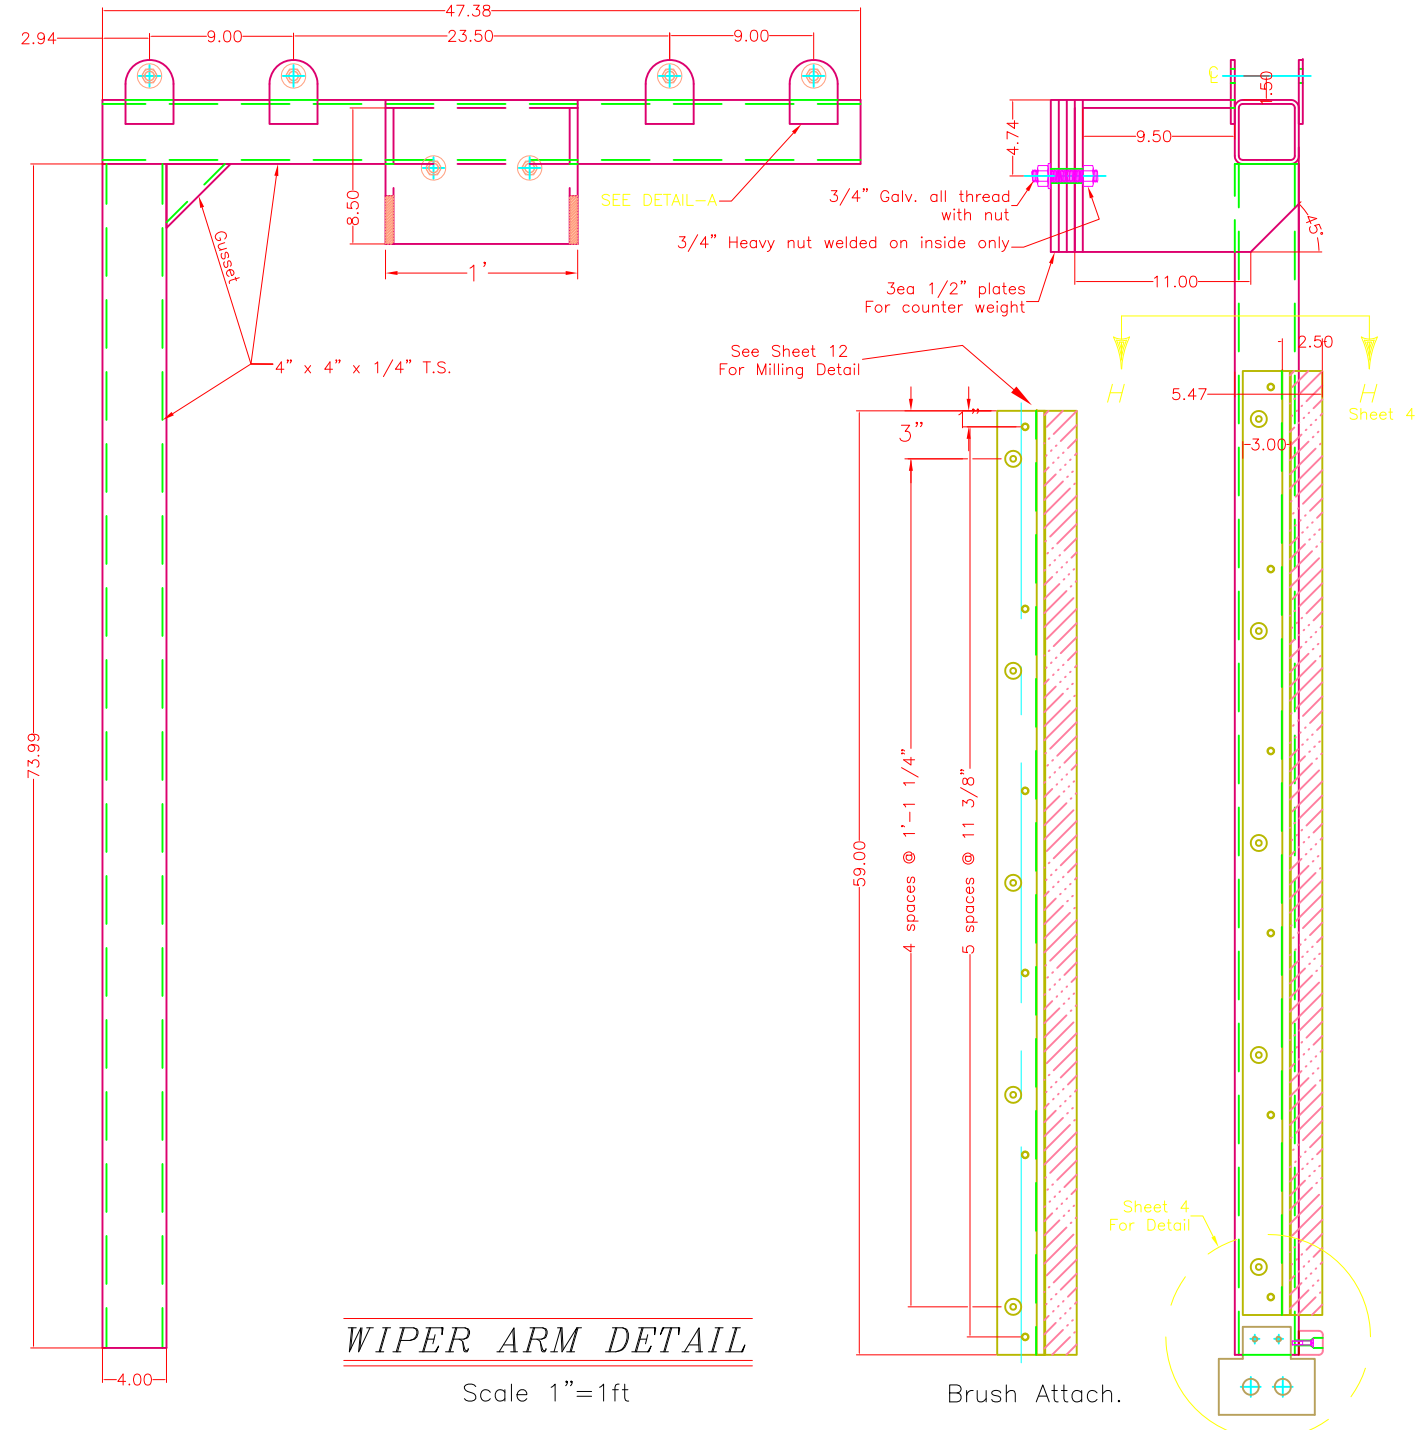 47.38
2.94
9.00
23.50
9.00
1.50
4.74
9.50
8.50
SEE DETAIL-A
3/4" Galv. all thread
with nut
3/4" Heavy nut welded on inside only
45°
Gusset
1'
11.00
3ea 1/2" plates
For counter weight
4" x 4" x 1/4" T.S.
See Sheet 12
For Milling Detail
2.50
H
H
5.47
Sheet 4
1"
3"
3.00
73.99
4 spaces @ 1'-1 1/4"
5 spaces @ 11 3/8"
59.00
Sheet 4
For Detail
WIPER ARM DETAIL
4.00
Scale 1"=1ft
Brush Attach.